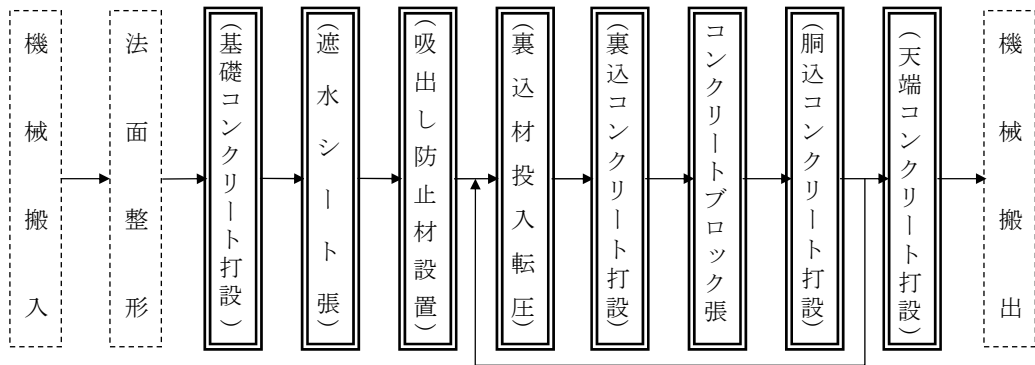 機械搬入
法面整形
(基礎コンクリート打設)
(遮水シート張)
(吸出し防止材設置)
(裏込材投入転圧)
(裏込コンクリート打設)
コンクリートブロック張
(胴込コンクリート打設)
(天端コンクリート打設)
機械搬出